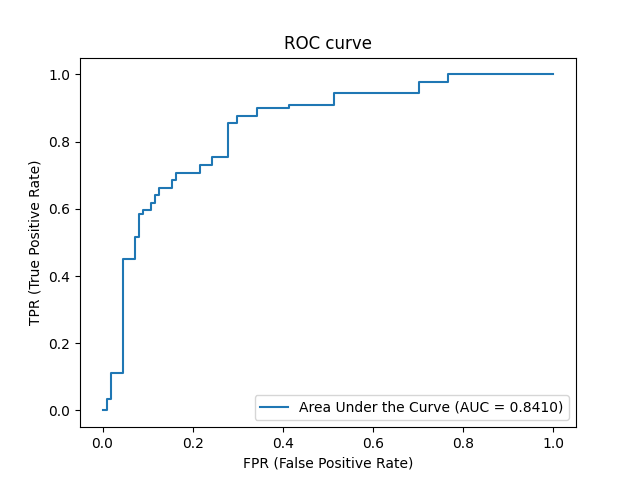 ROC curve
1.0
0.8
0.6
0.4
0.2
0.0
TPR (True Positive Rate)
Area Under the Curve (AUC = 0.8410)
0.0 0.2 0.4 0.6 0.8 1.0
FPR (False Positive Rate)